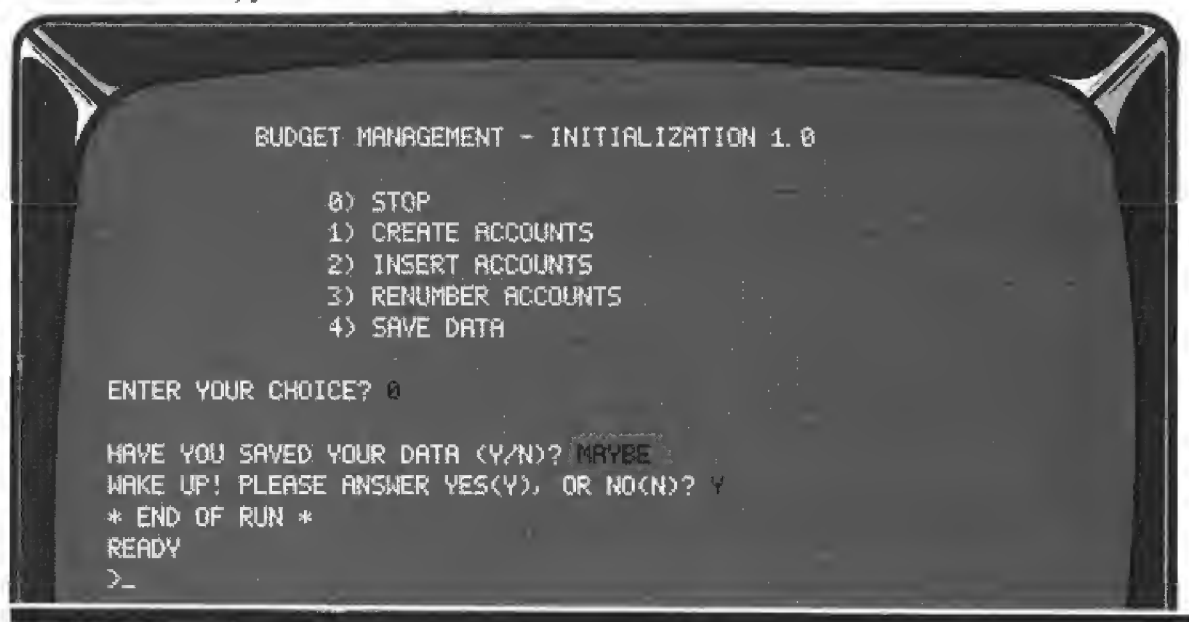 BUDGET MANAGEMENT - INITIALIZATION 1.0
0) STOP
1) CREATE ACCOUNTS
2) INSERT ACCOUNTS
3) RENUMBER ACCOUNTS
4) SAVE DATA
ENTER YOUR CHOICE? 0
HAVE YOU SAVED YOUR DATA (Y/N)? MAYBE
WAKE UP! PLEASE ANSWER YES(Y), OR NO(N)? Y
* END OF RUN *
READY
>_